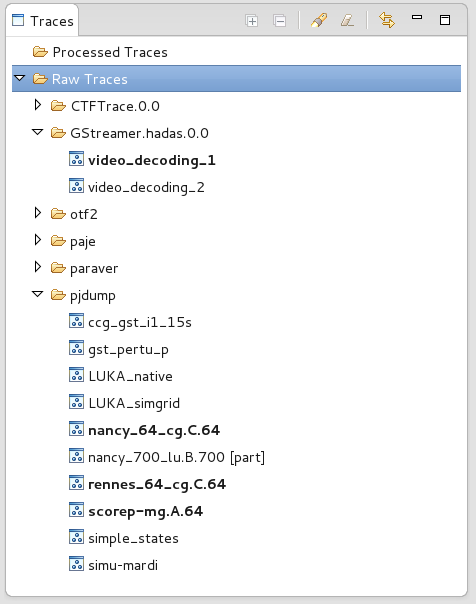 Traces
Processed Traces
Raw Traces
CTFTrace.0.0
GStreamer.hadas.0.0
video_decoding_1
video_decoding_2
otf2
paje
paraver
pjdump
ccg_gst_i1_15s
gst_pertu_p
LUKA_native
LUKA_simgrid
nancy_64_cg.C.64
nancy_700_lu.B.700 [part]
rennes_64_cg.C.64
scorep-mg.A.64
simple_states
simu-mardi